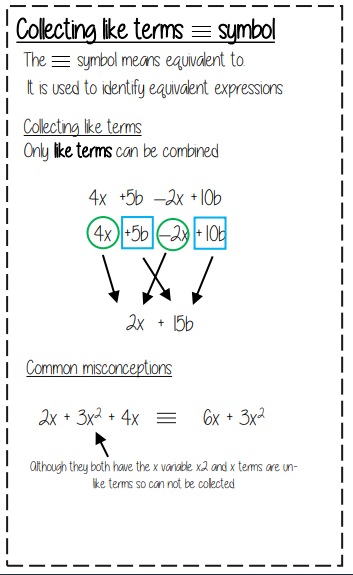 Collecting like terms ≡ symbol
The ≡ symbol means equivalent to.
It is used to identify equivalent expressions
Collecting like terms
Only like terms can be combined
4x +5b –2x +10b
4x +5b –2x +10b
2x + 15b
Common misconceptions
2x + 3x² + 4x ≡ 6x + 3x²
Although they both have the x variable x2 and x terms are un-
like terms so can not be collected